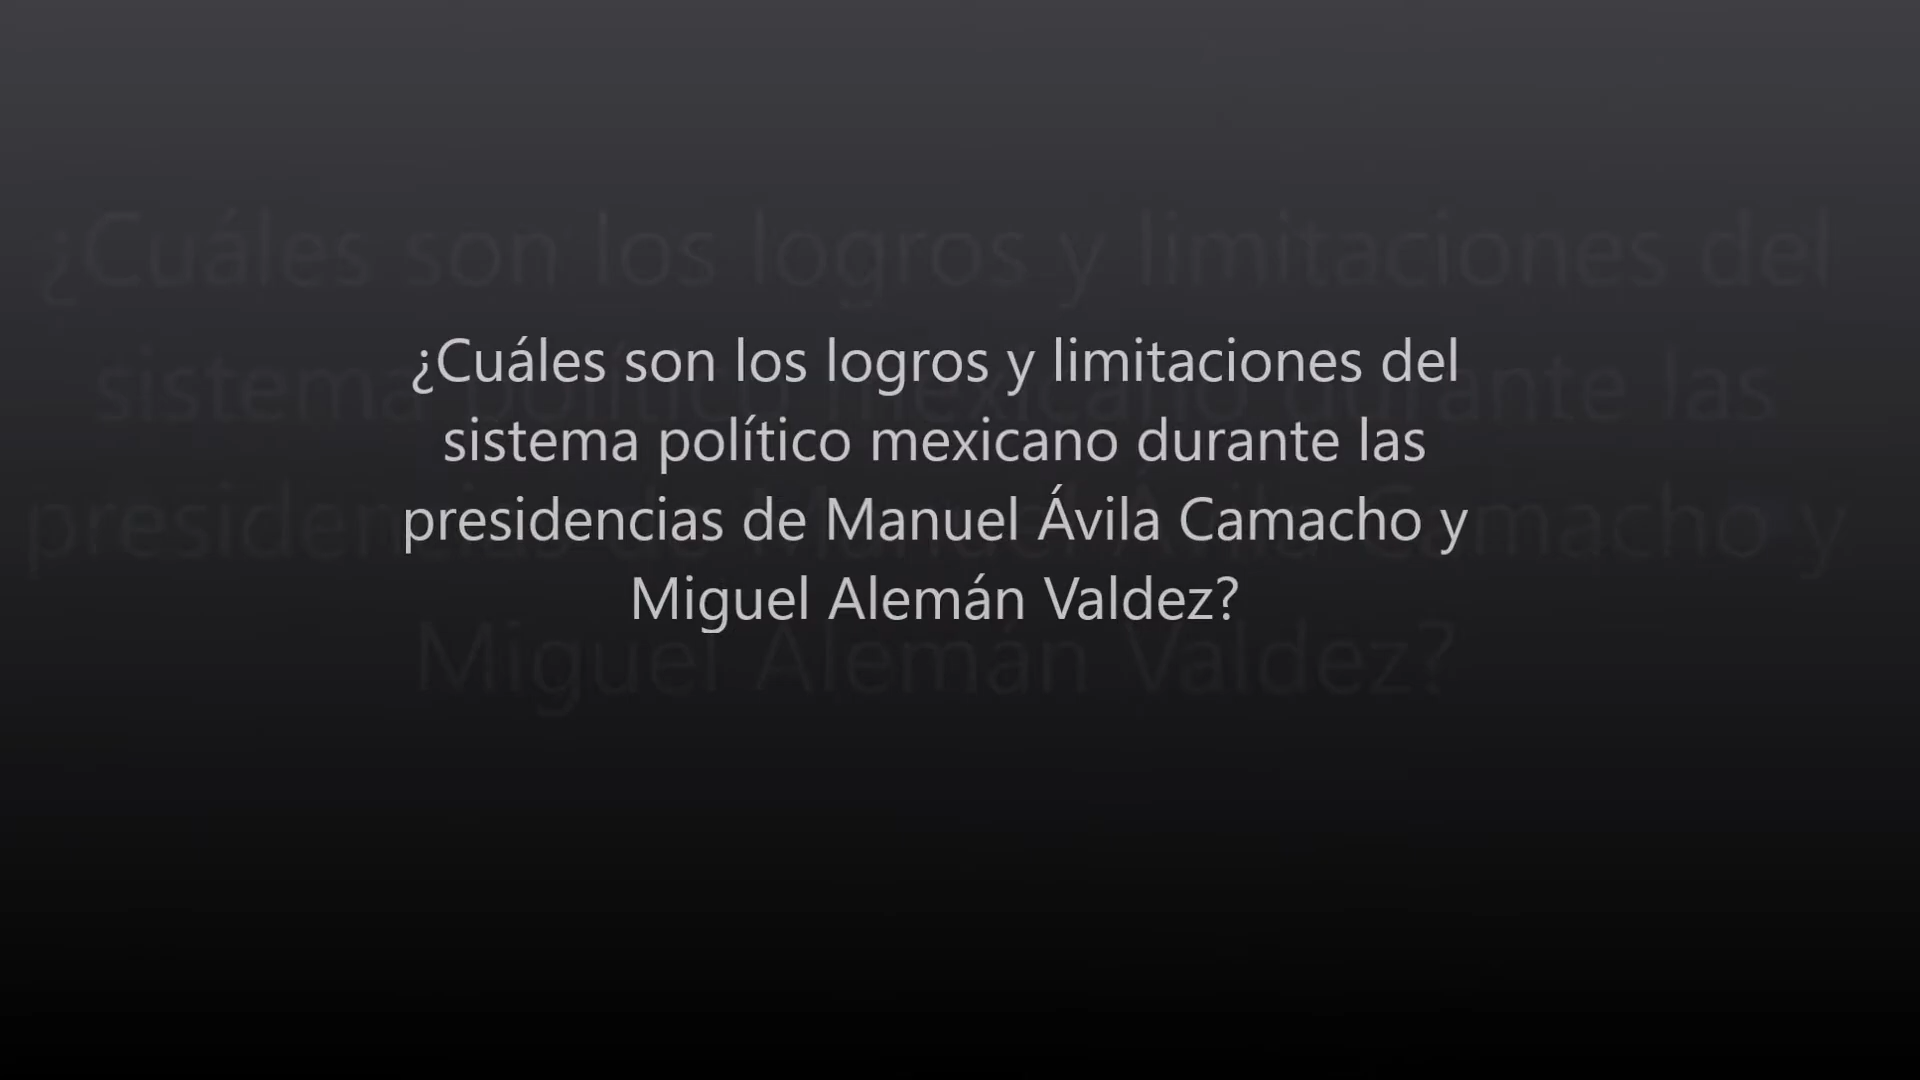 ¿Cuáles son los logros y limitaciones del
sistema político mexicano durante las
presidencias de Manuel Ávila Camacho y
Miguel Alemán Valdez?